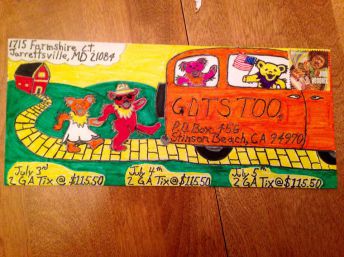 1715 Farmshire Ct.
Jarrettsville, MD 21084
GDTSTOO,
P.O. Box 486
Stinson Beach, CA 94970
July 3rd
2 GA Tix @ $115.50
July 4th
2 GA Tix @ $115.50
July 5th
2 GA Tix @ $115.50